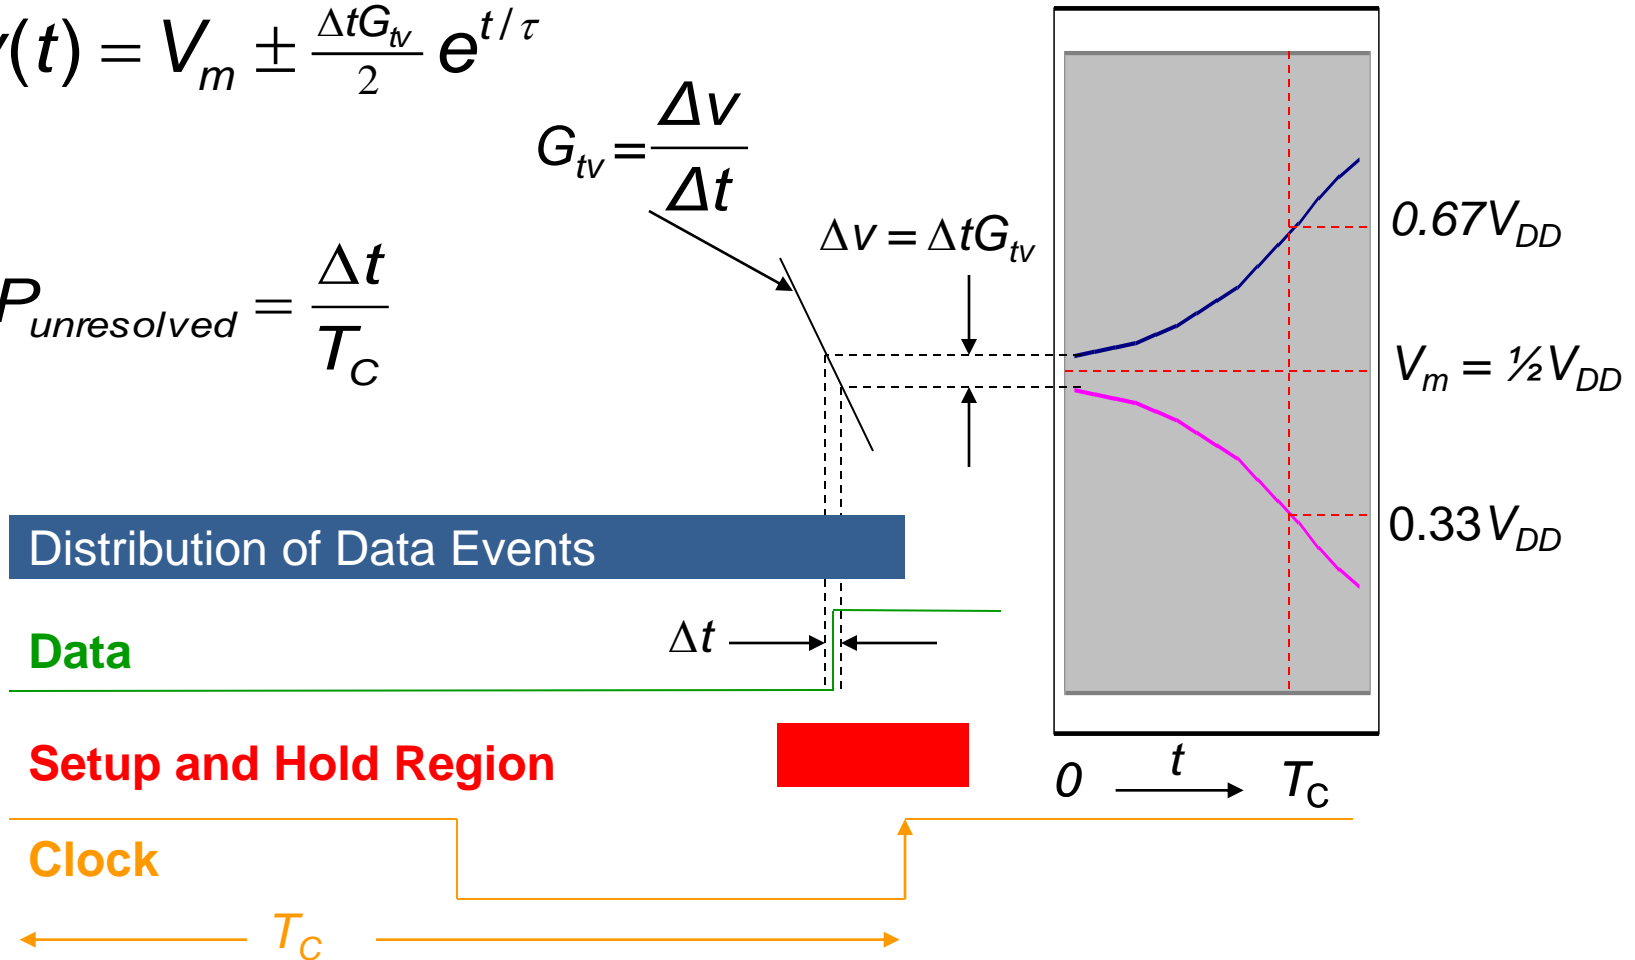 v(t) = V_m ± ΔtG_tv/2 e^{t/τ}
G_tv = Δv/Δt
P_unresolved = Δt/T_C
Δv = ΔtG_tv
0.67V_DD
V_m = ½V_DD
0.33V_DD
Distribution of Data Events
Data
Δt
Setup and Hold Region
0 t T_C
Clock
T_C